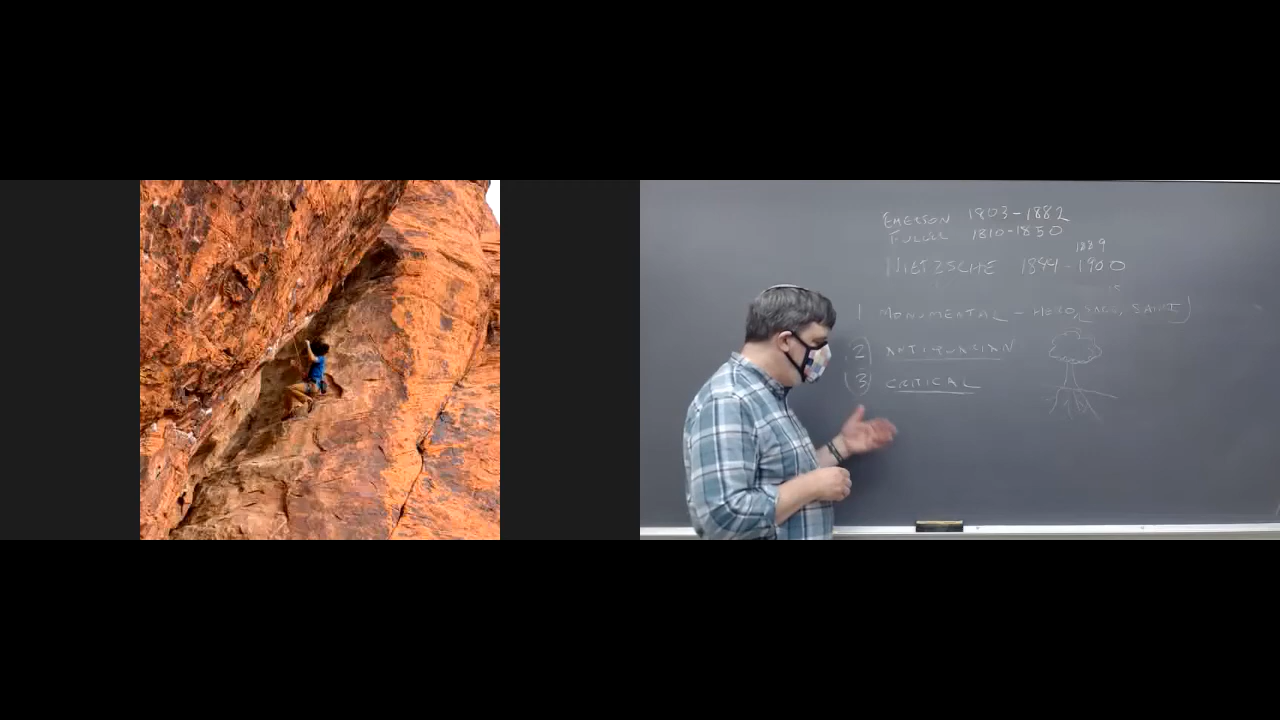 EMERSON 1803-1882
FULLER 1810-1850
1889
NIETZSCHE 1844-1900
1 MONUMENTAL - HERO, SAGE, SAINT)
(2) ANTIQUARIAN
(3) CRITICAL